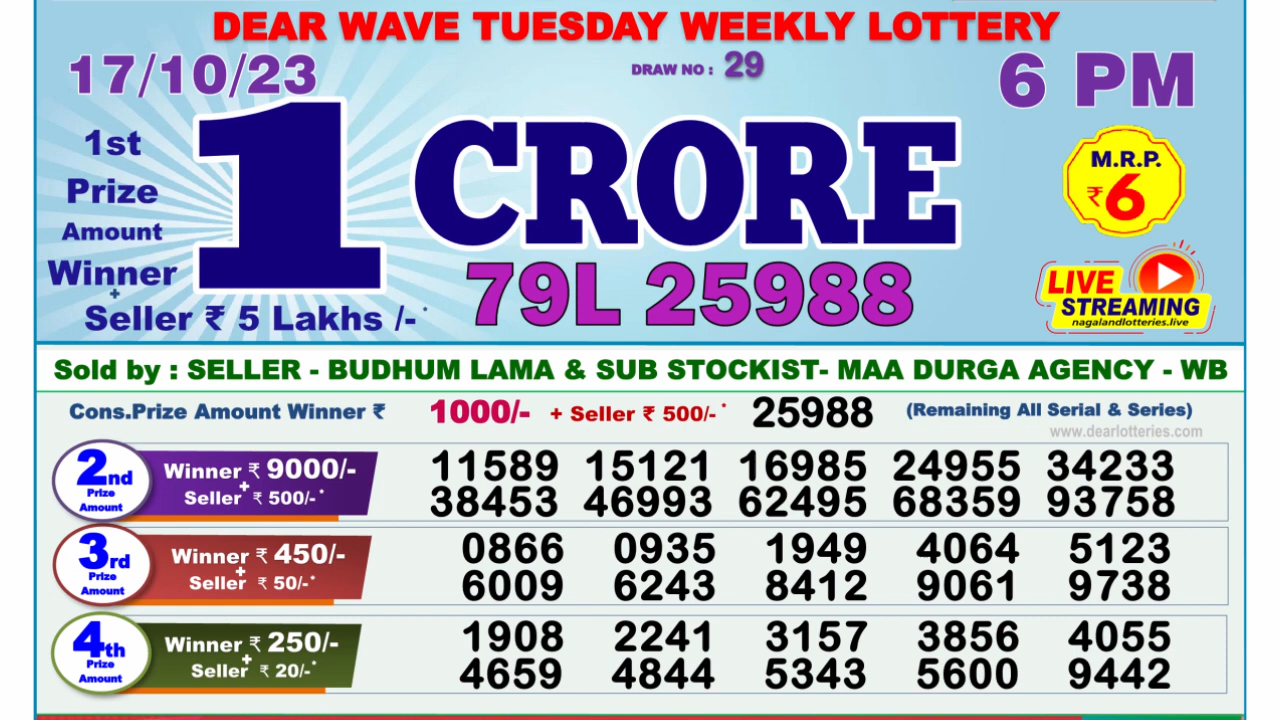 DEAR WAVE TUESDAY WEEKLY LOTTERY
17/10/23
DRAW NO : 29
6 PM
1st
Prize
Amount
Winner
+
Seller ₹ 5 Lakhs /-*
1 CRORE
79L 25988
M.R.P.
₹6
LIVE
STREAMING
nagalandlotteries.live
Sold by : SELLER - BUDHUM LAMA & SUB STOCKIST- MAA DURGA AGENCY - WB
Cons.Prize Amount Winner ₹ 1000/- + Seller ₹ 500/-* 25988 (Remaining All Serial & Series)
www.dearlotteries.com
2nd
Prize
Amount
Winner ₹ 9000/-
+
Seller ₹ 500/-*
11589 15121 16985 24955 34233
38453 46993 62495 68359 93758
3rd
Prize
Amount
Winner ₹ 450/-
+
Seller ₹ 50/-*
0866 0935 1949 4064 5123
6009 6243 8412 9061 9738
4th
Prize
Amount
Winner ₹ 250/-
+
Seller ₹ 20/-*
1908 2241 3157 3856 4055
4659 4844 5343 5600 9442